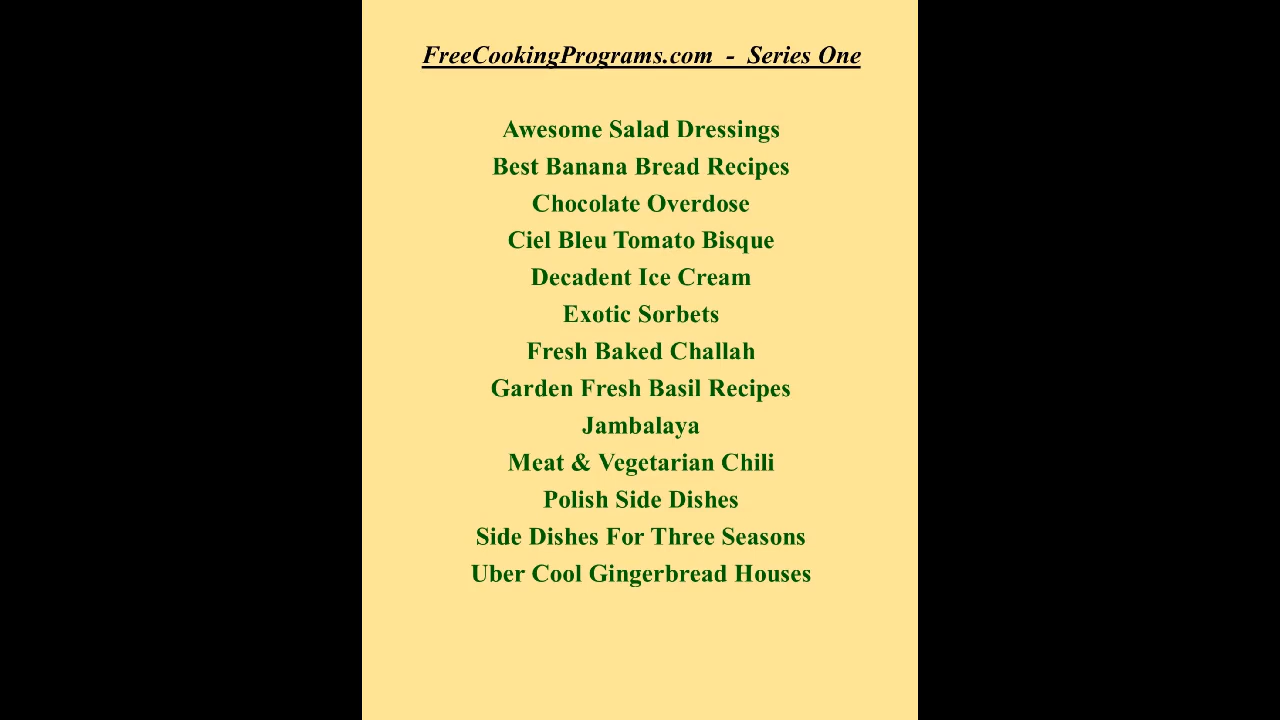 FreeCookingPrograms.com - Series One
Awesome Salad Dressings
Best Banana Bread Recipes
Chocolate Overdose
Ciel Bleu Tomato Bisque
Decadent Ice Cream
Exotic Sorbets
Fresh Baked Challah
Garden Fresh Basil Recipes
Jambalaya
Meat & Vegetarian Chili
Polish Side Dishes
Side Dishes For Three Seasons
Uber Cool Gingerbread Houses